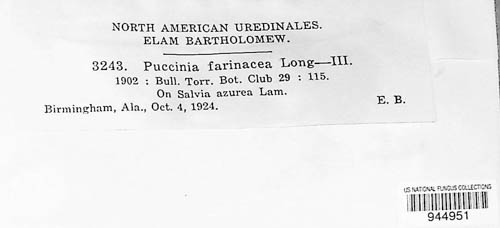 NORTH AMERICAN UREDINALES.
ELAM BARTHOLOMEW.
3243. Puccinia farinacea Long—III.
1902 : Bull. Torr. Bot. Club 29 : 115.
On Salvia azurea Lam.
Birmingham, Ala., Oct. 4, 1924. E. B.
US NATIONAL FUNGUS COLLECTIONS
944951